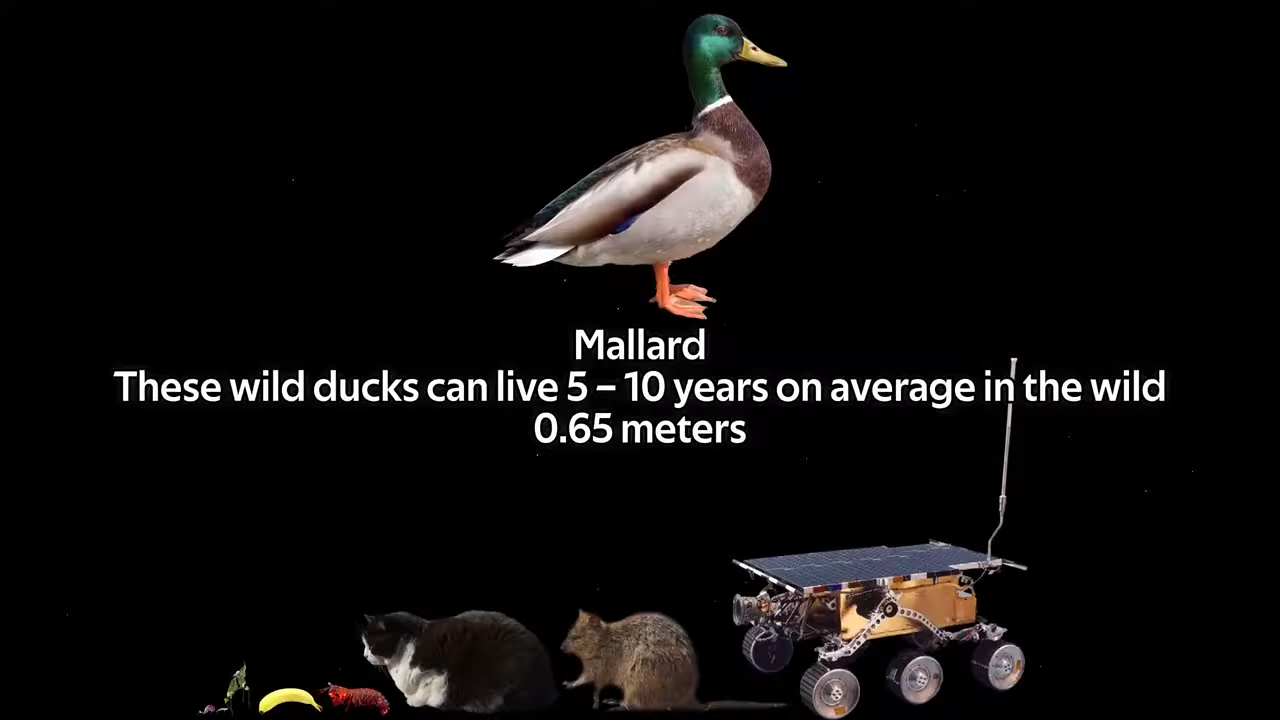 Mallard
These wild ducks can live 5 – 10 years on average in the wild
0.65 meters